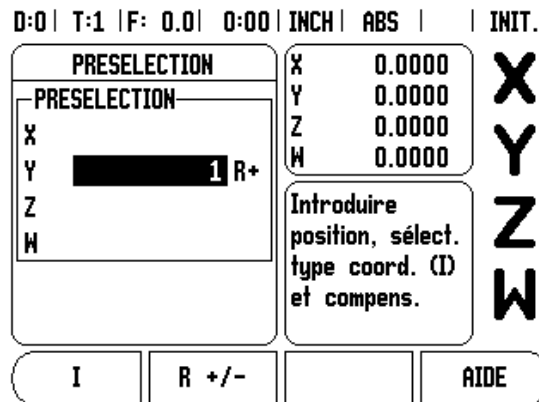 D:0 | T:1 | F: 0.0 | 0:00 | INCH | ABS | | INIT.
PRESELECTION
PRESELECTION
X
Y 1 R+
Z
W
X 0.0000
Y 0.0000
Z 0.0000
W 0.0000
Introduire
position, sélect.
type coord. (I)
et compens.
X
Y
Z
W
I
R +/-
AIDE